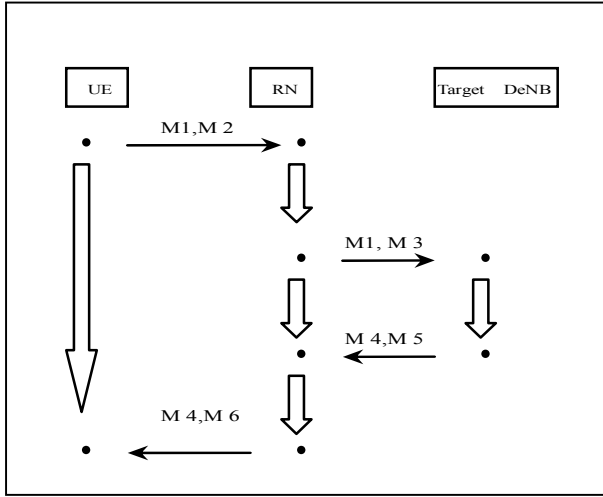 UE RN Target DeNB
M1,M 2
M1, M 3
M 4,M 5
M 4,M 6